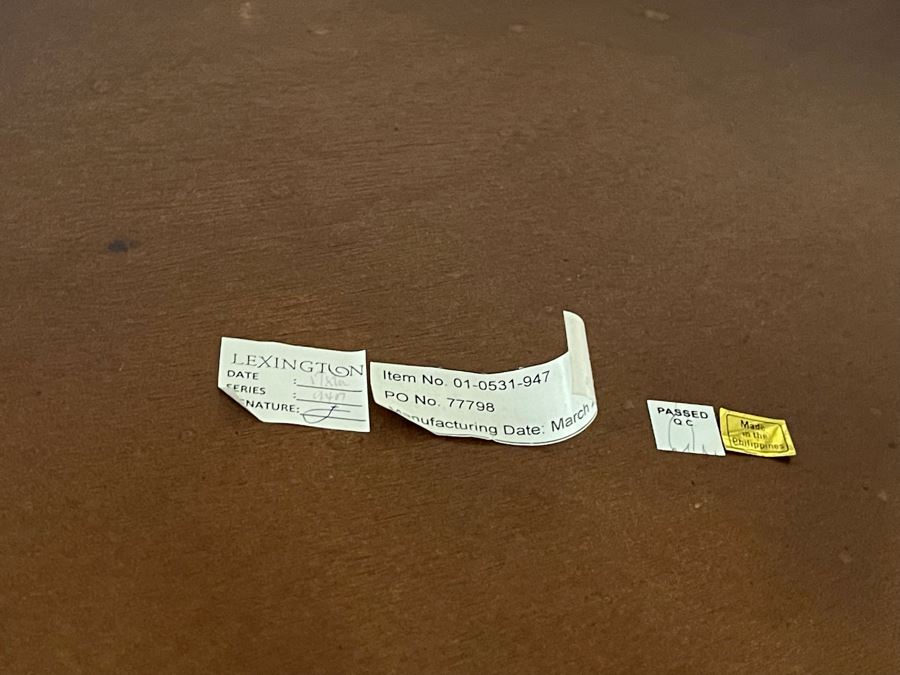 LEXINGTON
DATE :
SERIES :
NATURE:
Item No. 01-0531-947
PO No. 77798
Manufacturing Date: March
PASSED
QC
Made
in the
Philippines